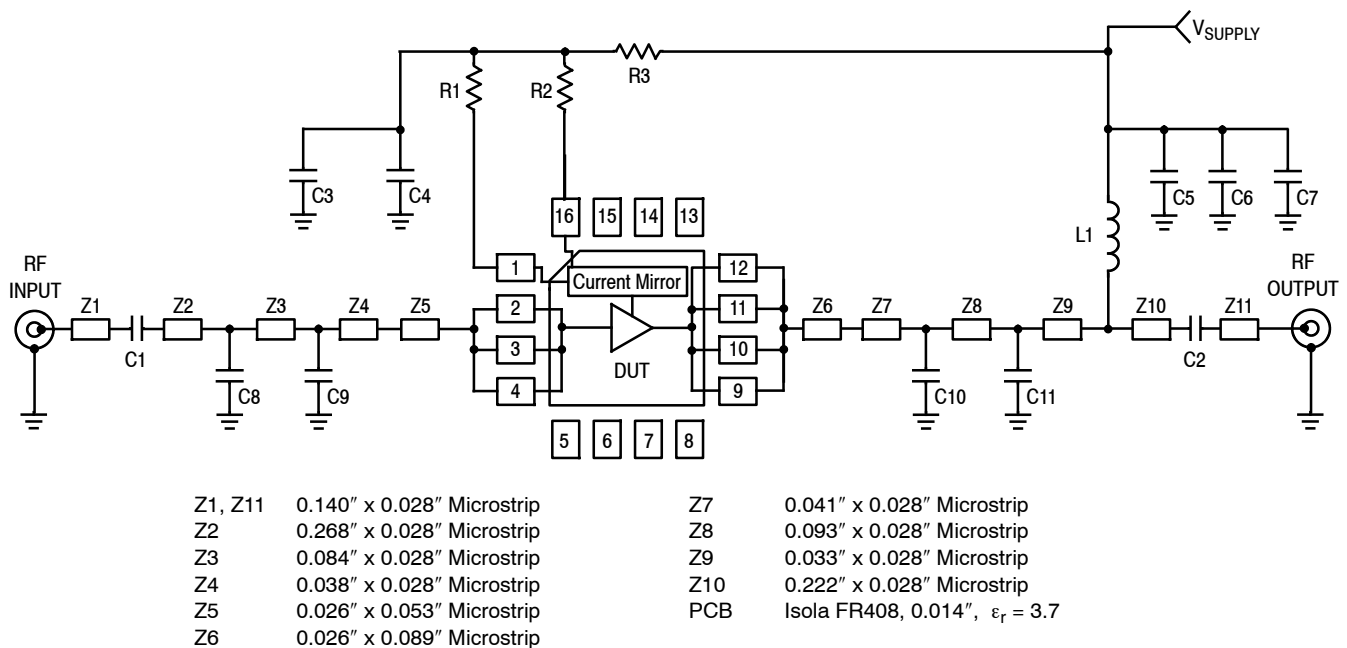 VSUPPLY
R3
R1
R2
C3
C4
C5
C6
C7
L1
16
15
14
13
RF
INPUT
RF
OUTPUT
1
Current Mirror
12
Z1
Z2
Z3
Z4
Z5
2
11
Z6
Z7
Z8
Z9
Z10
Z11
C1
3
DUT
10
C2
C8
C9
4
9
C10
C11
5
6
7
8
Z1, Z11 0.140″ x 0.028″ Microstrip
Z2 0.268″ x 0.028″ Microstrip
Z3 0.084″ x 0.028″ Microstrip
Z4 0.038″ x 0.028″ Microstrip
Z5 0.026″ x 0.053″ Microstrip
Z6 0.026″ x 0.089″ Microstrip
Z7 0.041″ x 0.028″ Microstrip
Z8 0.093″ x 0.028″ Microstrip
Z9 0.033″ x 0.028″ Microstrip
Z10 0.222″ x 0.028″ Microstrip
PCB Isola FR408, 0.014″, εr = 3.7